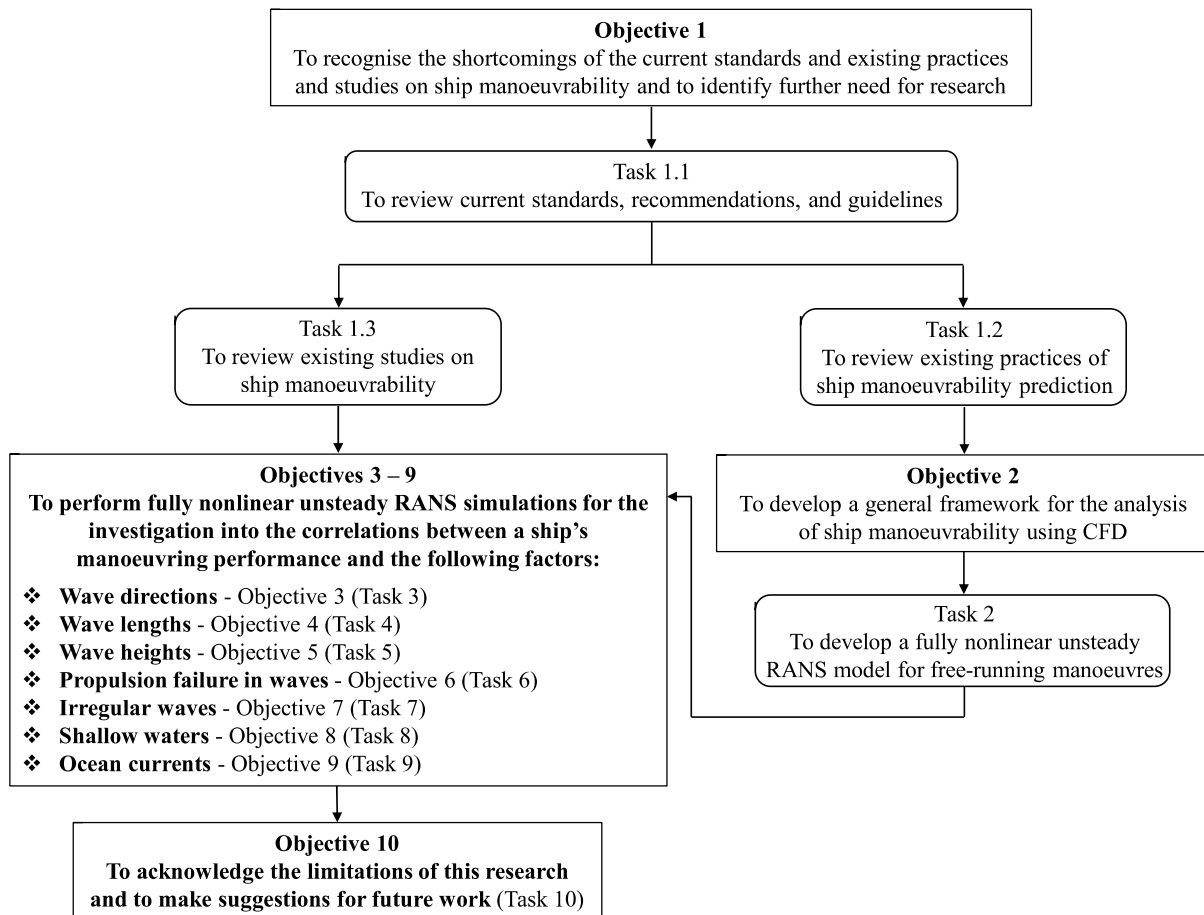 Objective 1
To recognise the shortcomings of the current standards and existing practices
and studies on ship manoeuvrability and to identify further need for research
Task 1.1
To review current standards, recommendations, and guidelines
Task 1.3
To review existing studies on
ship manoeuvrability
Task 1.2
To review existing practices of
ship manoeuvrability prediction
Objectives 3 – 9
To perform fully nonlinear unsteady RANS simulations for the
investigation into the correlations between a ship's
manoeuvring performance and the following factors:
❖ Wave directions - Objective 3 (Task 3)
❖ Wave lengths - Objective 4 (Task 4)
❖ Wave heights - Objective 5 (Task 5)
❖ Propulsion failure in waves - Objective 6 (Task 6)
❖ Irregular waves - Objective 7 (Task 7)
❖ Shallow waters - Objective 8 (Task 8)
❖ Ocean currents - Objective 9 (Task 9)
Objective 2
To develop a general framework for the analysis
of ship manoeuvrability using CFD
Task 2
To develop a fully nonlinear unsteady
RANS model for free-running manoeuvres
Objective 10
To acknowledge the limitations of this research
and to make suggestions for future work (Task 10)